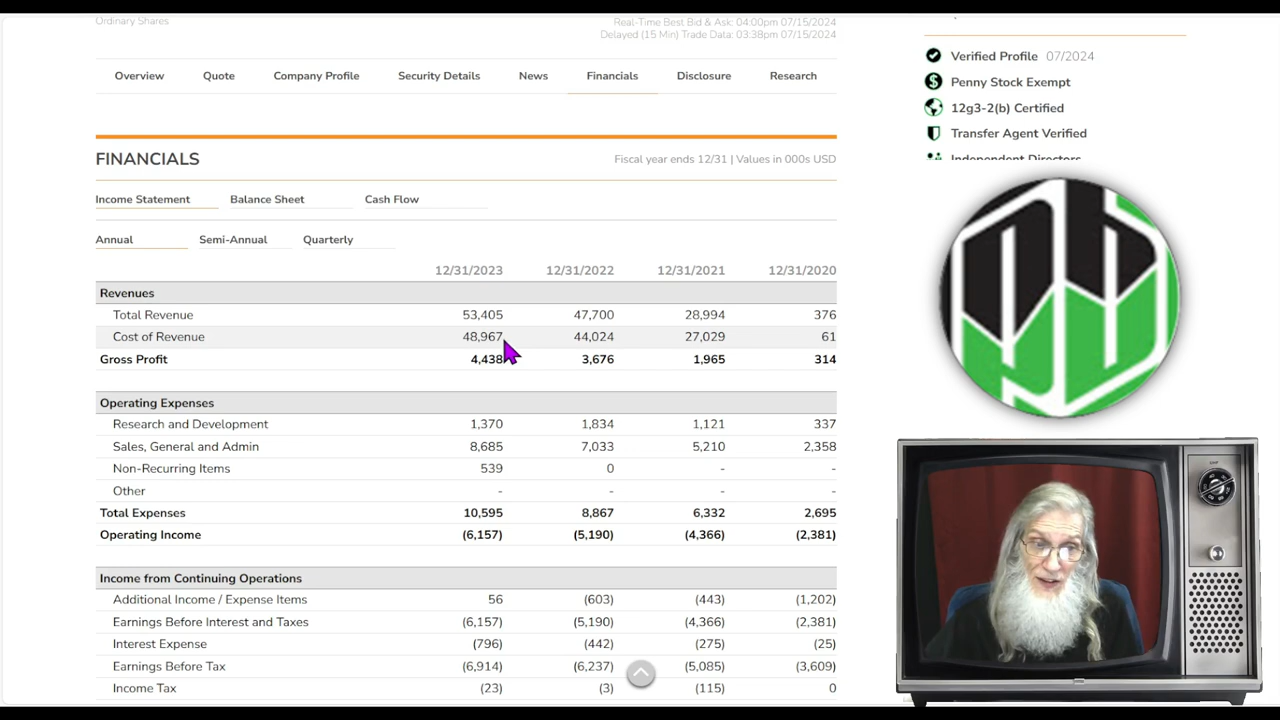 Ordinary Shares
Real-Time Best Bid & Ask: 04:00pm 07/15/2024
Delayed (15 Min) Trade Data: 03:38pm 07/15/2024
Overview Quote Company Profile Security Details News Financials Disclosure Research
FINANCIALS
Fiscal year ends 12/31 | Values in 000s USD
Income Statement Balance Sheet Cash Flow
Annual Semi-Annual Quarterly
12/31/2023 12/31/2022 12/31/2021 12/31/2020
Revenues
Total Revenue 53,405 47,700 28,994 376
Cost of Revenue 48,967 44,024 27,029 61
Gross Profit 4,438 3,676 1,965 314
Operating Expenses
Research and Development 1,370 1,834 1,121 337
Sales, General and Admin 8,685 7,033 5,210 2,358
Non-Recurring Items 539 0 - -
Other - - - -
Total Expenses 10,595 8,867 6,332 2,695
Operating Income (6,157) (5,190) (4,366) (2,381)
Income from Continuing Operations
Additional Income / Expense Items 56 (603) (443) (1,202)
Earnings Before Interest and Taxes (6,157) (5,190) (4,366) (2,381)
Interest Expense (796) (442) (275) (25)
Earnings Before Tax (6,914) (6,237) (5,085) (3,609)
Income Tax (23) (3) (115) 0
Verified Profile 07/2024
Penny Stock Exempt
12g3-2(b) Certified
Transfer Agent Verified
Independent Directors